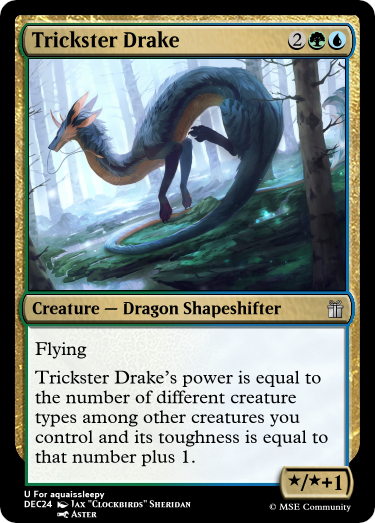 Trickster Drake 2
Creature — Dragon Shapeshifter
Flying
Trickster Drake's power is equal to
the number of different creature
types among other creatures you
control and its toughness is equal to
that number plus 1.
★/★+1
U For aquaissleepy
DEC24 Jax "Clockbirds" Sheridan
Aster
© MSE Community